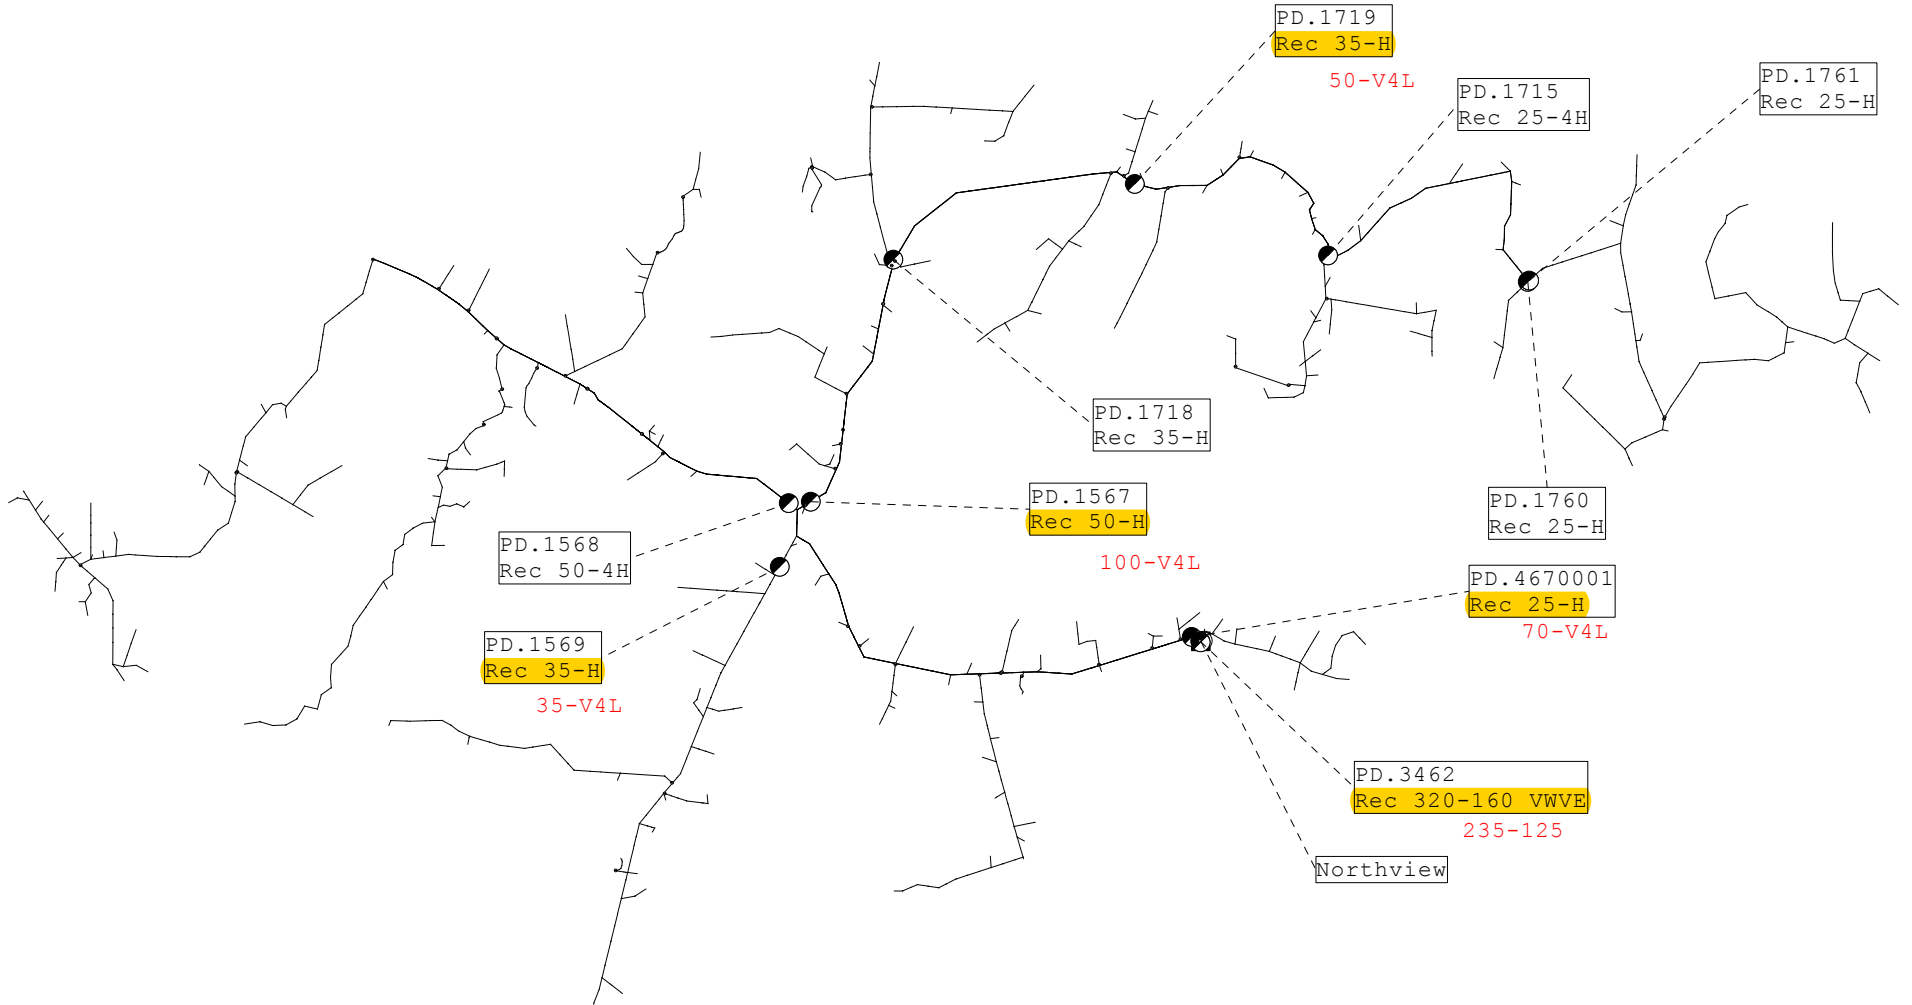 PD.1719
Rec 35-H
50-V4L
PD.1715
Rec 25-4H
PD.1761
Rec 25-H
PD.1718
Rec 35-H
PD.1567
Rec 50-H
100-V4L
PD.1760
Rec 25-H
PD.1568
Rec 50-4H
PD.4670001
Rec 25-H
70-V4L
PD.1569
Rec 35-H
35-V4L
PD.3462
Rec 320-160 VWVE
235-125
Northview